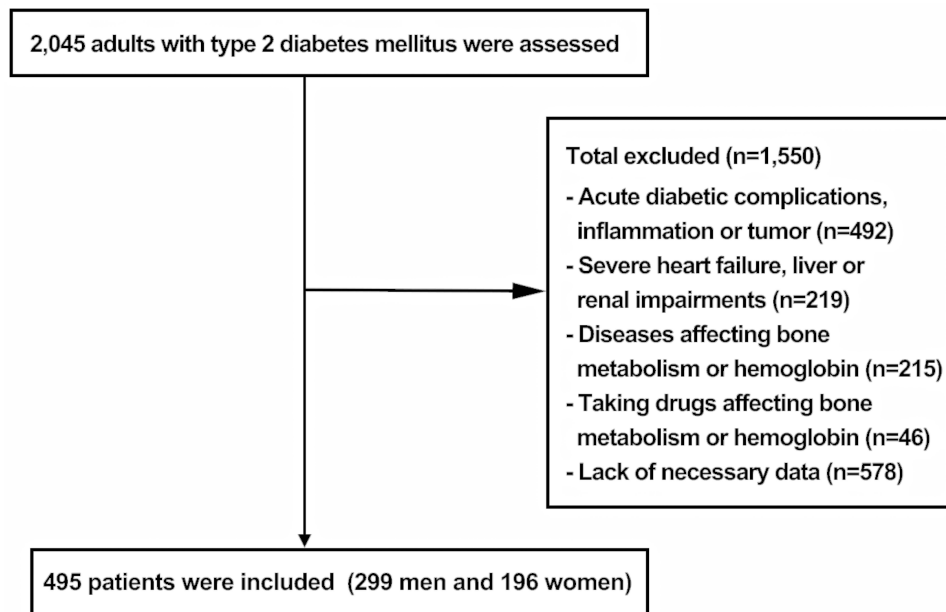 2,045 adults with type 2 diabetes mellitus were assessed
Total excluded (n=1,550)
- Acute diabetic complications,
inflammation or tumor (n=492)
- Severe heart failure, liver or
renal impairments (n=219)
- Diseases affecting bone
metabolism or hemoglobin (n=215)
- Taking drugs affecting bone
metabolism or hemoglobin (n=46)
- Lack of necessary data (n=578)
495 patients were included (299 men and 196 women)